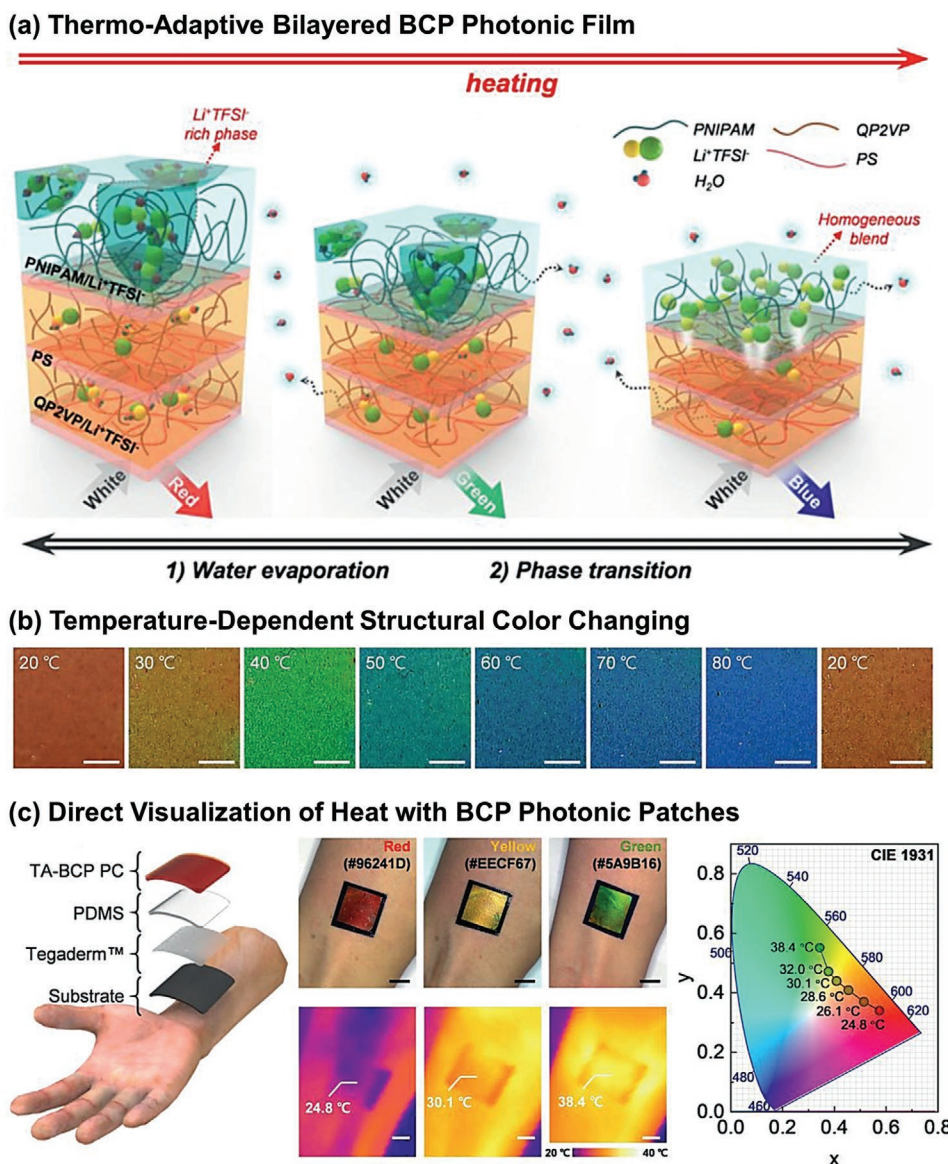 (a) Thermo-Adaptive Bilayered BCP Photonic Film
heating
Li⁺TFSI⁻
rich phase
PNIPAM
QP2VP
Li⁺TFSI⁻
PS
H₂O
Homogeneous
blend
PNIPAM/Li⁺TFSI⁻
PS
QP2VP/Li⁺TFSI⁻
White
Red
White
Green
White
Blue
1) Water evaporation
2) Phase transition
(b) Temperature-Dependent Structural Color Changing
20 ℃
30 ℃
40 ℃
50 ℃
60 ℃
70 ℃
80 ℃
20 ℃
(c) Direct Visualization of Heat with BCP Photonic Patches
TA-BCP PC
PDMS
Tegaderm™
Substrate
Red
(#96241D)
Yellow
(#EECF67)
Green
(#5A9B16)
24.8 ℃
30.1 ℃
38.4 ℃
20 ℃
40 ℃
CIE 1931
520
540
560
580
600
620
500
480
460
38.4 ℃
32.0 ℃
30.1 ℃
28.6 ℃
26.1 ℃
24.8 ℃
0.8
0.6
0.4
0.2
0.0
y
0.0
0.2
0.4
0.6
0.8
x